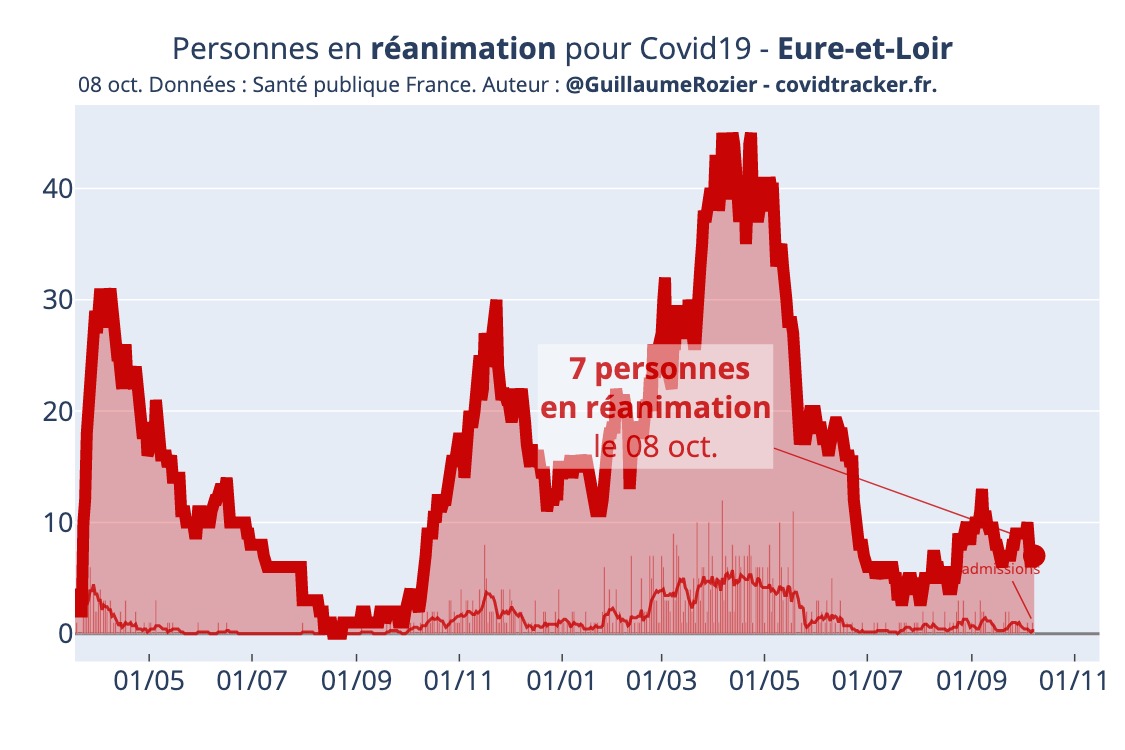 Personnes en réanimation pour Covid19 - Eure-et-Loir
08 oct. Données : Santé publique France. Auteur : @GuillaumeRozier - covidtracker.fr.
40
30
20
10
0
7 personnes
en réanimation
le 08 oct.
admissions
01/05 01/07 01/09 01/11 01/01 01/03 01/05 01/07 01/09 01/11